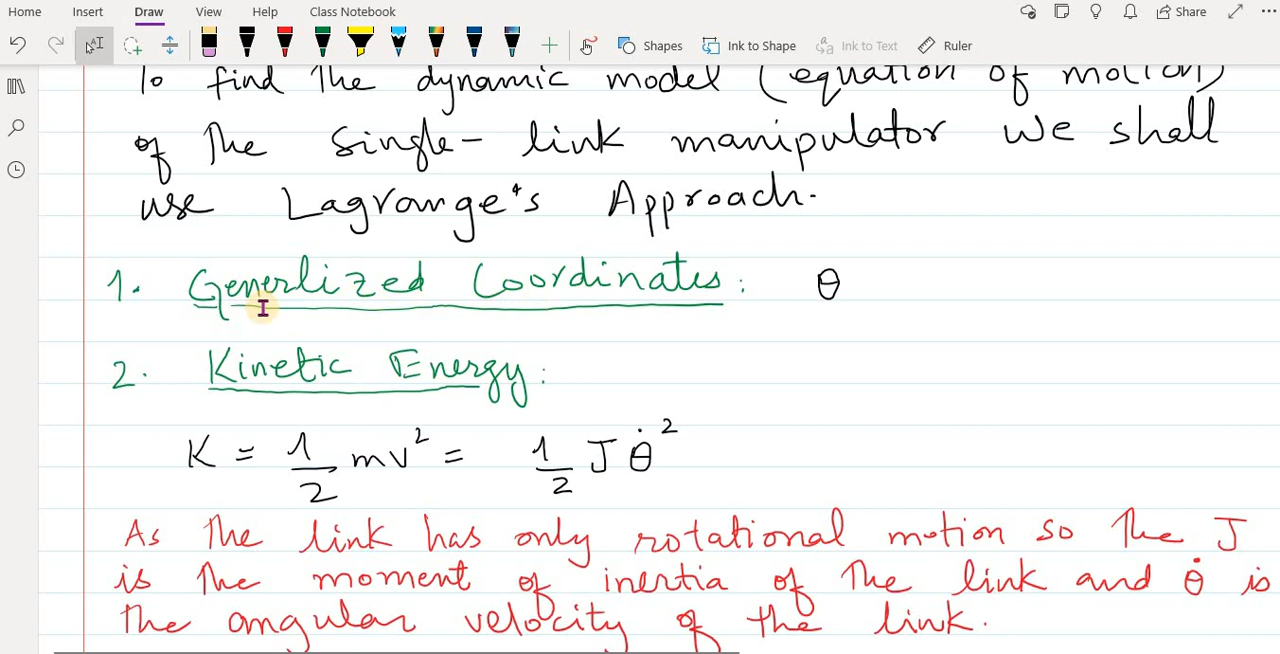 Home Insert Draw View Help Class Notebook Share
Shapes Ink to Shape Ink to Text Ruler
To find The dynamic model (equation of motion)
of The Single- link manipulator we shall
use Lagrange's Approach.
1. Generlized Coordinates: θ
2. Kinetic Energy:
K = 1/2 mv² = 1/2 J θ̇²
As The link has only rotational motion so The J
is The moment of inertia of The link and θ̇ is
The angular velocity of the link.